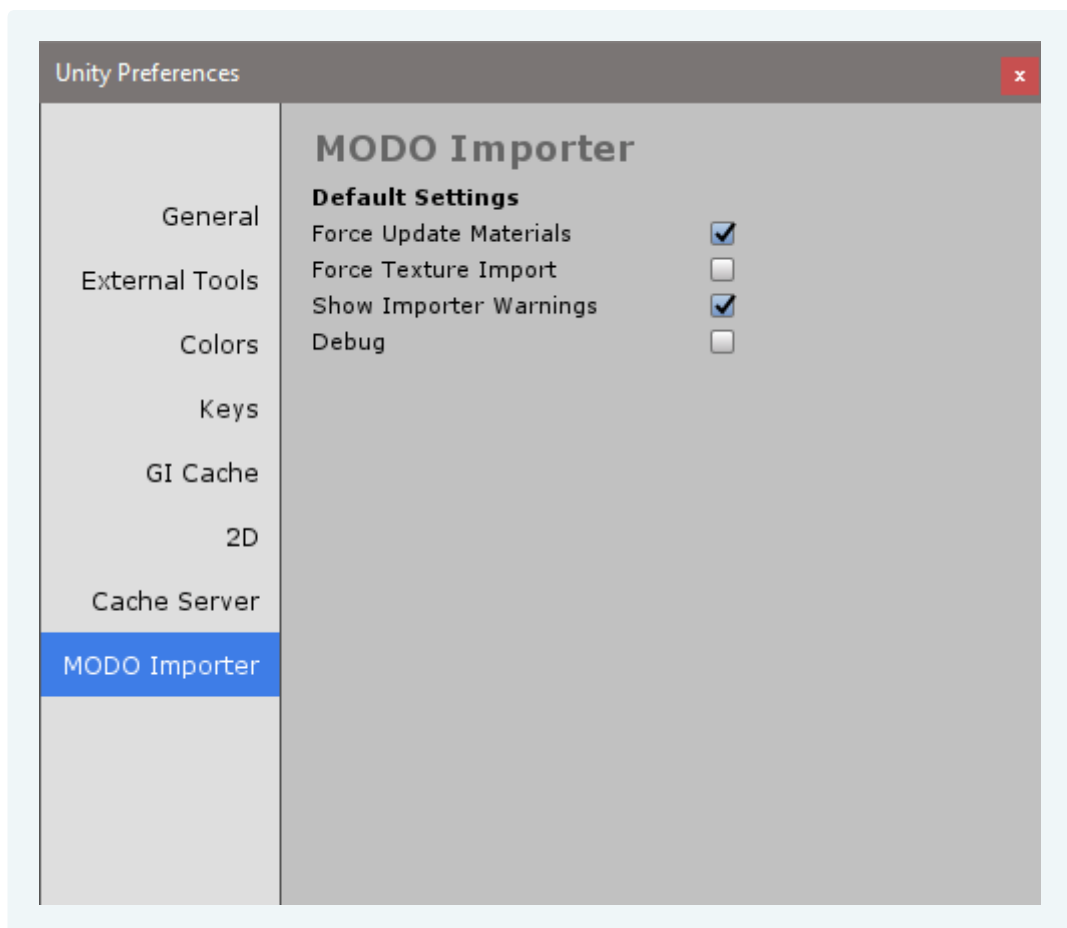 Unity Preferences
x
General
External Tools
Colors
Keys
GI Cache
2D
Cache Server
MODO Importer
MODO Importer
Default Settings
Force Update Materials
Force Texture Import
Show Importer Warnings
Debug